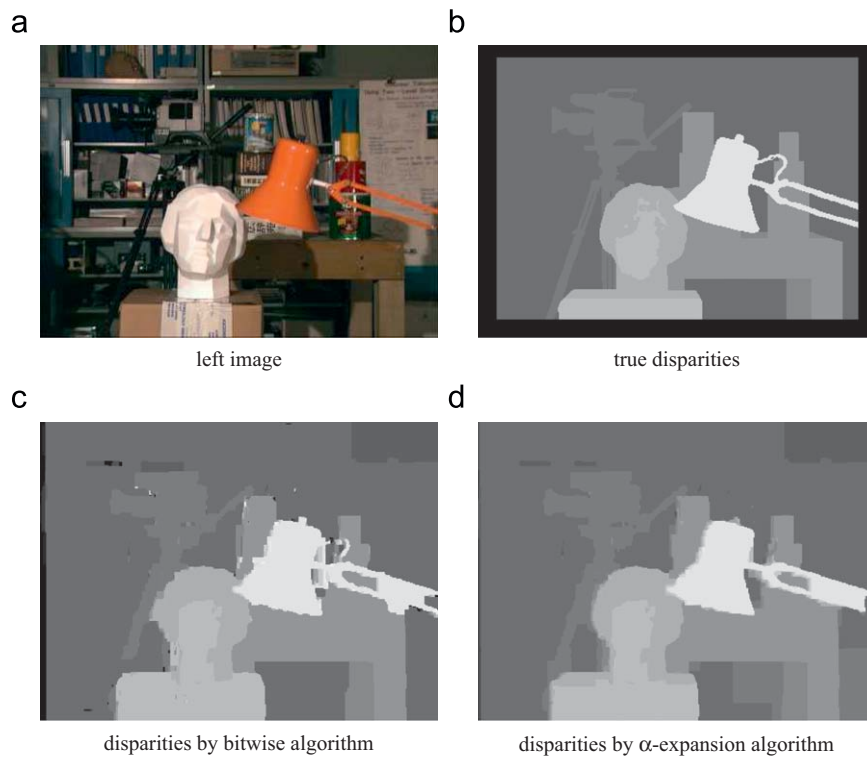 a
b
left image
true disparities
c
d
disparities by bitwise algorithm
disparities by α-expansion algorithm